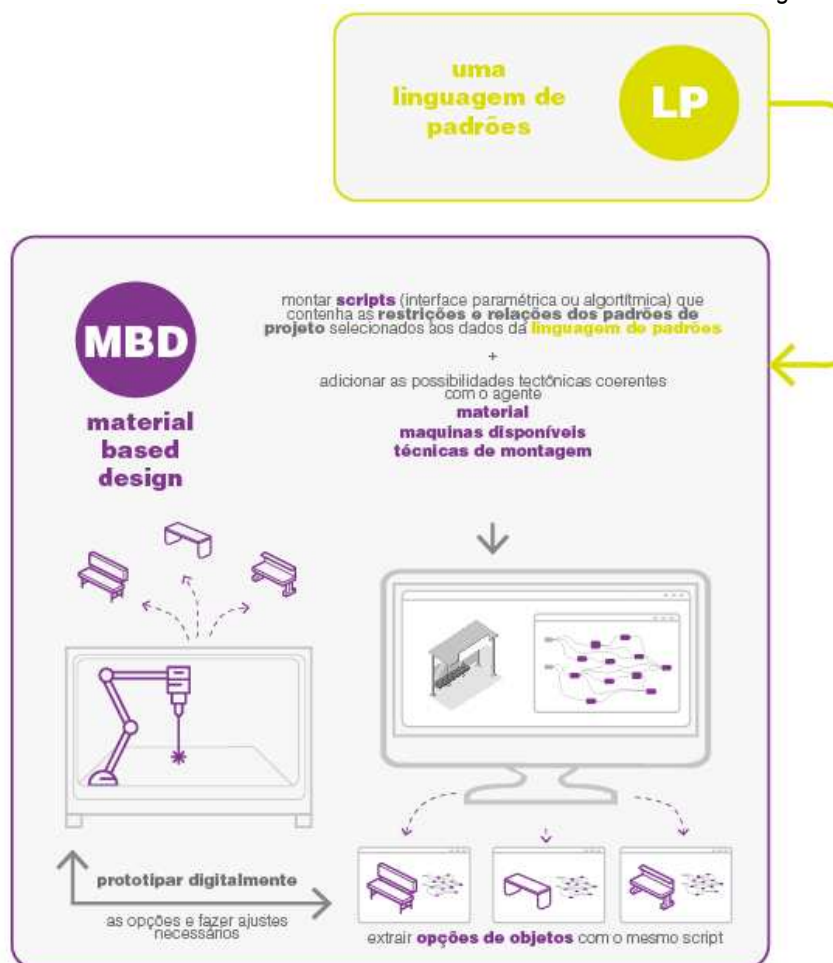 uma
linguagem de
padrões
LP
MBD
material
based
design
montar scripts (interface paramétrica ou algortítmica) que
contenha as restrições e relações dos padrões de
projeto selecionados aos dados da linguagem de padrões
+
adicionar as possibilidades tectônicas coerentes
com o agente
material
maquinas disponíveis
técnicas de montagem
prototipar digitalmente
as opções e fazer ajustes
necessários
extrair opções de objetos com o mesmo script